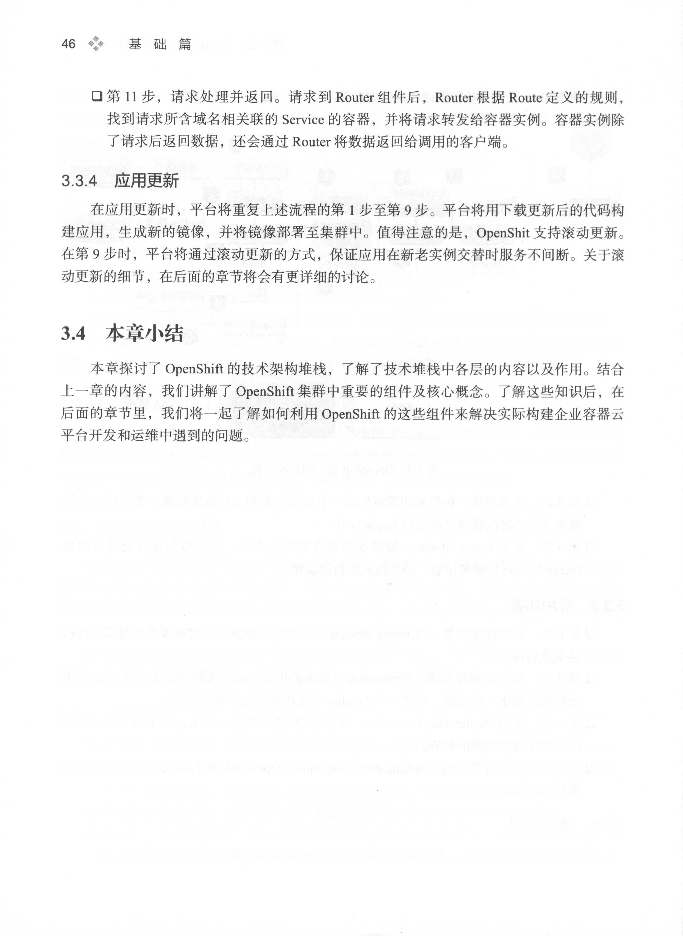 46 基 础 篇
❑ 第 11 步，请求处理并返回。请求到 Router 组件后，Router 根据 Route 定义的规则，
找到请求所含域名相关联的 Service 的容器，并将请求转发给容器实例。容器实例除
了请求后返回数据，还会通过 Router 将数据返回给调用的客户端。
3.3.4 应用更新
在应用更新时，平台将重复上述流程的第 1 步至第 9 步。平台将用下载更新后的代码构
建应用，生成新的镜像，并将镜像部署至集群中。值得注意的是，OpenShit 支持滚动更新。
在第 9 步时，平台将通过滚动更新的方式，保证应用在新老实例交替时服务不间断。关于滚
动更新的细节，在后面的章节将会有更详细的讨论。
3.4 本章小结
本章探讨了 OpenShift 的技术架构堆栈，了解了技术堆栈中各层的内容以及作用。结合
上一章的内容，我们讲解了 OpenShift 集群中重要的组件及核心概念。了解这些知识后，在
后面的章节里，我们将一起了解如何利用 OpenShift 的这些组件来解决实际构建企业容器云
平台开发和运维中遇到的问题。